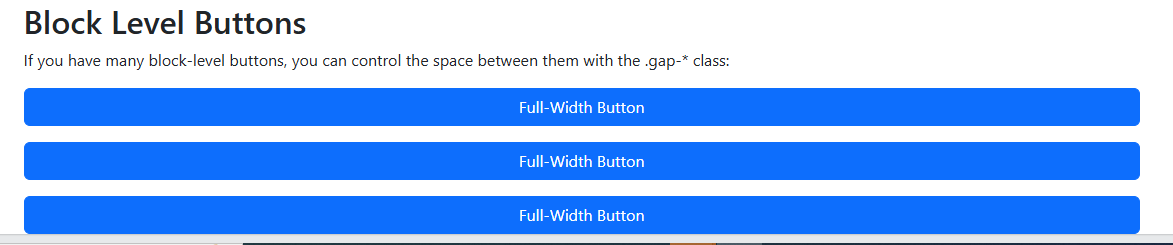 Block Level Buttons
If you have many block-level buttons, you can control the space between them with the .gap-* class:
Full-Width Button
Full-Width Button
Full-Width Button